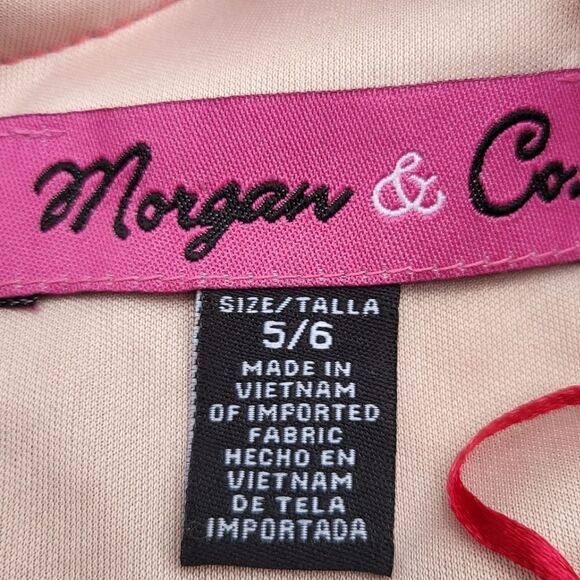 Morgan & Co.
SIZE/TALLA
5/6
MADE IN
VIETNAM
OF IMPORTED
FABRIC
HECHO EN
VIETNAM
DE TELA
IMPORTADA